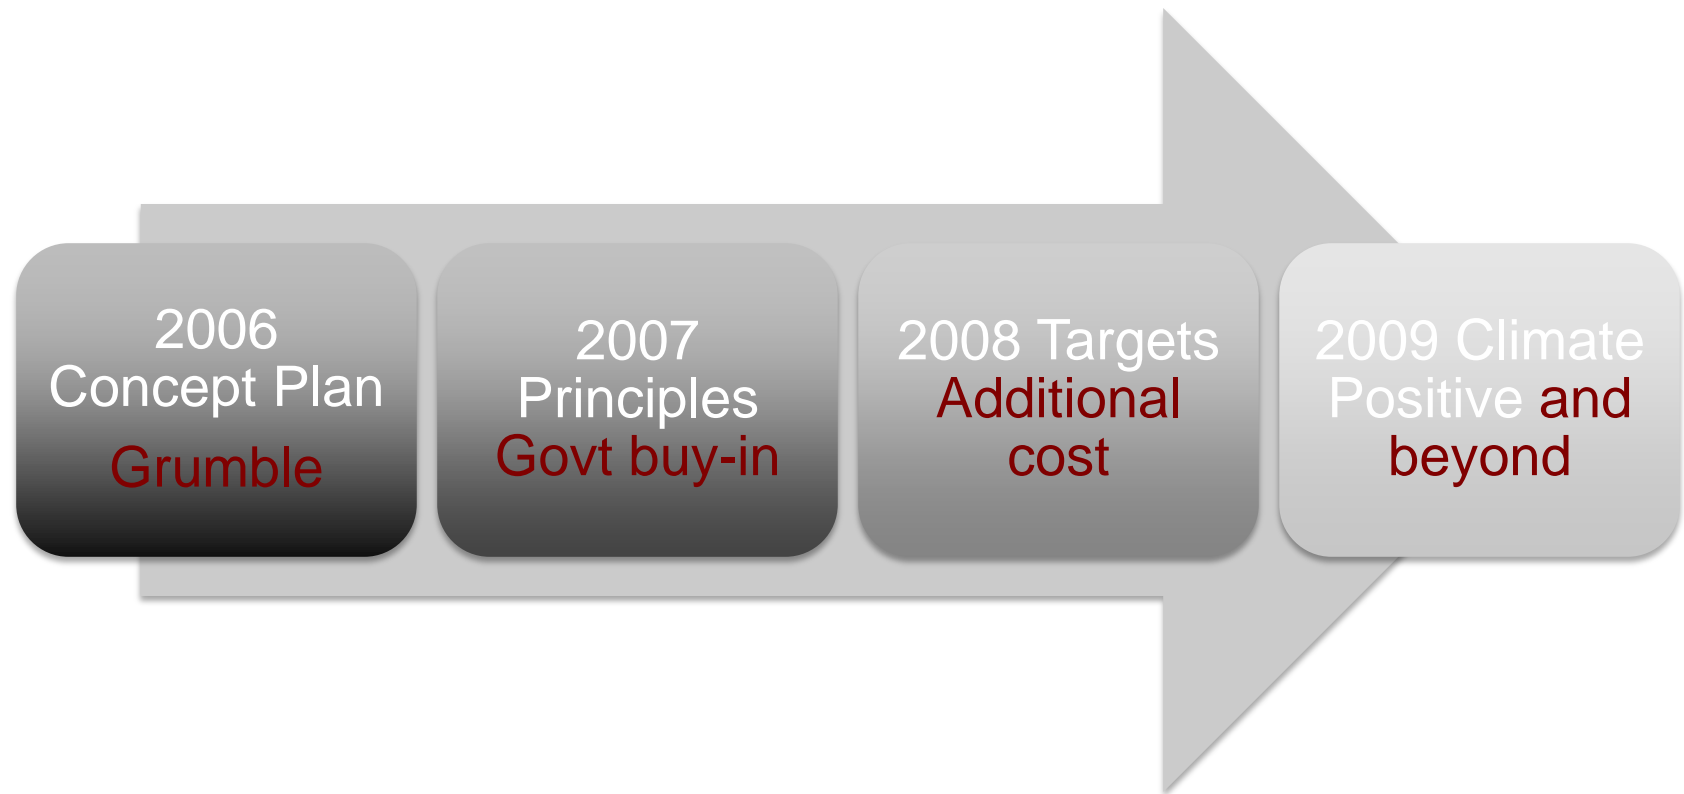 2006
Concept Plan
Grumble
2007
Principles
Govt buy-in
2008 Targets
Additional
cost
2009 Climate
Positive and
beyond